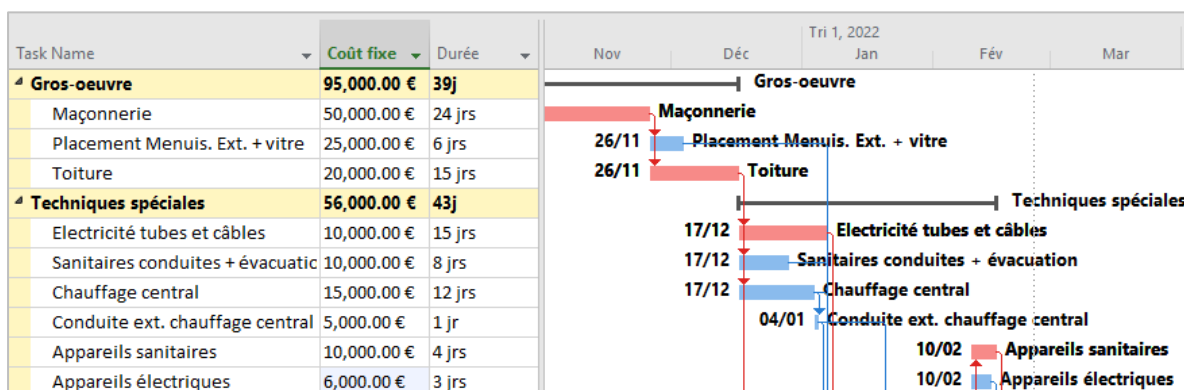 Tri 1, 2022
Task Name Coût fixe Durée Nov Déc Jan Fév Mar
Gros-oeuvre 95,000.00 € 39j Gros-oeuvre
Maçonnerie 50,000.00 € 24 jrs Maçonnerie
Placement Menuis. Ext. + vitre 25,000.00 € 6 jrs 26/11 Placement Menuis. Ext. + vitre
Toiture 20,000.00 € 15 jrs 26/11 Toiture
Techniques spéciales 56,000.00 € 43j Techniques spéciales
Electricité tubes et câbles 10,000.00 € 15 jrs 17/12 Electricité tubes et câbles
Sanitaires conduites + évacuatic 10,000.00 € 8 jrs 17/12 Sanitaires conduites + évacuation
Chauffage central 15,000.00 € 12 jrs 17/12 Chauffage central
Conduite ext. chauffage central 5,000.00 € 1 jr 04/01 Conduite ext. chauffage central
Appareils sanitaires 10,000.00 € 4 jrs 10/02 Appareils sanitaires
Appareils électriques 6,000.00 € 3 jrs 10/02 Appareils électriques